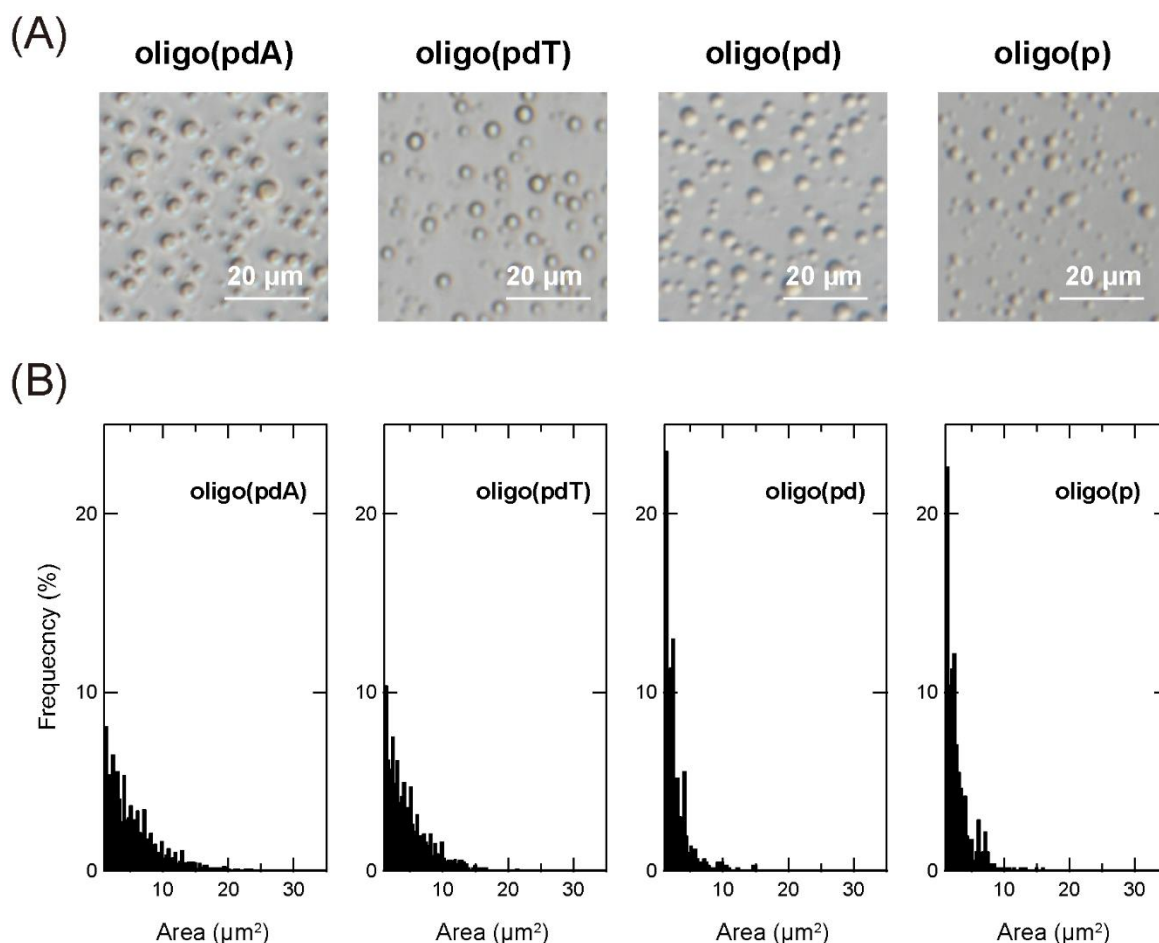 (A)
oligo(pdA) oligo(pdT) oligo(pd) oligo(p)
20 µm 20 µm 20 µm 20 µm
(B)
oligo(pdA) oligo(pdT) oligo(pd) oligo(p)
20 20 20 20
Frequecny (%)
10 10 10 10
0 0 0 0
10 20 30 10 20 30 10 20 30 10 20 30
Area (µm²) Area (µm²) Area (µm²) Area (µm²)